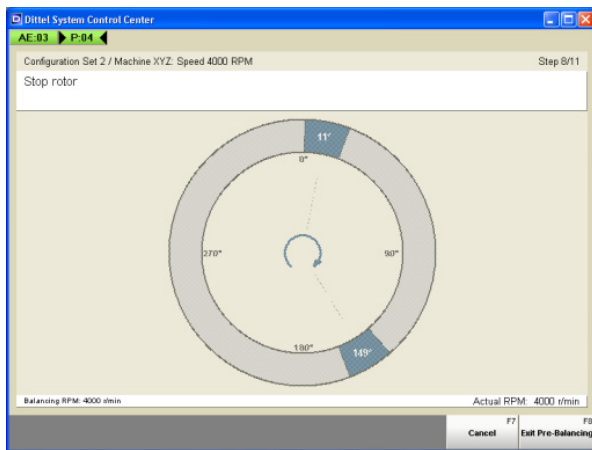 Dittel System Control Center
AE:03 P:04
Configuration Set 2 / Machine XYZ: Speed 4000 RPM Step 8/11
Stop rotor
11°
0°
270° 90°
180°
149°
Balancing RPM: 4000 r/min Actual RPM: 4000 r/min
F7 F8
Cancel Exit Pre-Balancing